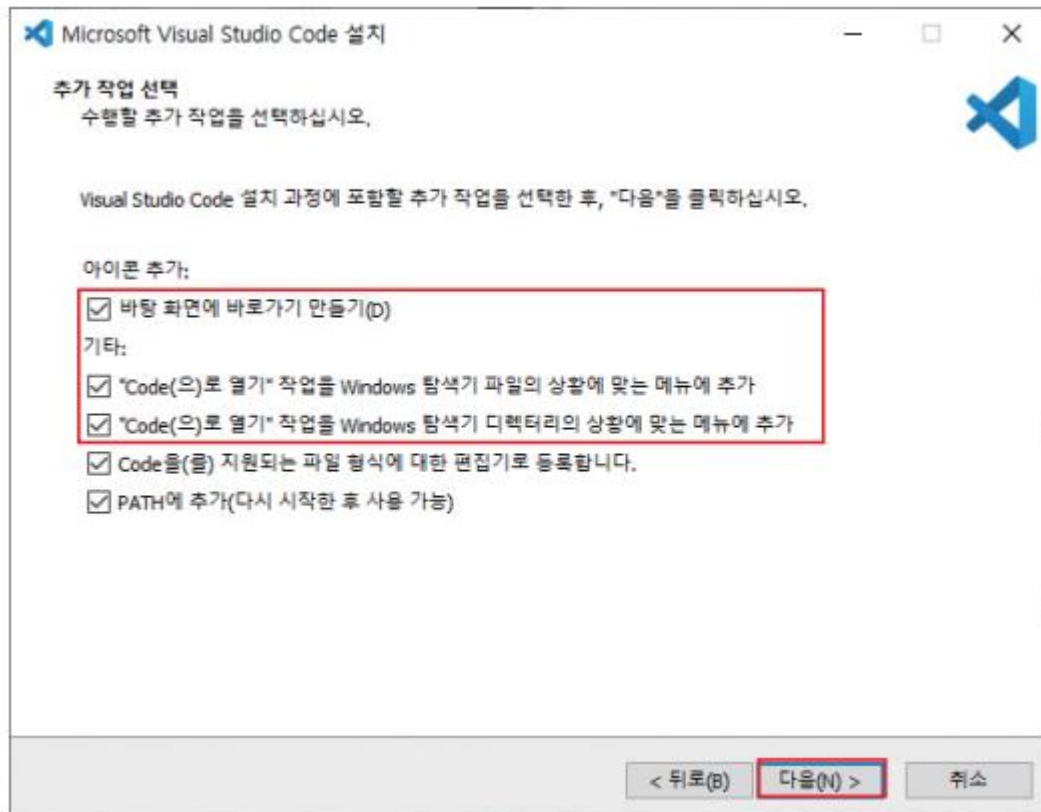 Microsoft Visual Studio Code 설치
추가 작업 선택
수행할 추가 작업을 선택하십시오.
Visual Studio Code 설치 과정에 포함할 추가 작업을 선택한 후, "다음"을 클릭하십시오.
아이콘 추가:
바탕 화면에 바로가기 만들기(D)
기타:
"Code(으)로 열기" 작업을 Windows 탐색기 파일의 상황에 맞는 메뉴에 추가
"Code(으)로 열기" 작업을 Windows 탐색기 디렉터리의 상황에 맞는 메뉴에 추가
Code을(를) 지원되는 파일 형식에 대한 편집기로 등록합니다.
PATH에 추가(다시 시작한 후 사용 가능)
< 뒤로(B) 다음(N) > 취소